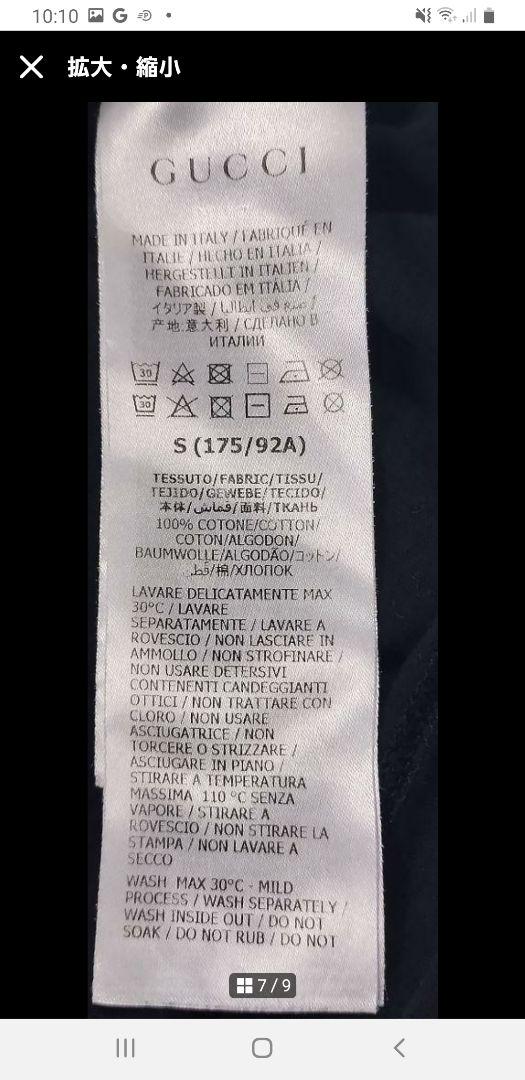 10:10
拡大・縮小
GUCCI
MADE IN ITALY / FABRIQUÉ EN
ITALIE / HECHO EN ITALIA /
HERGESTELLT IN ITALIEN /
FABRICADO EM ITÁLIA /
イタリア製 / صنع في ايطاليا /
产地:意大利 / СДЕЛАНО В
ИТАЛИИ
30
30
S (175/92A)
TESSUTO/FABRIC/TISSU/
TEJIDO/GEWEBE/TECIDO/
本体/قماش/面料/ТКАНЬ
100% COTONE/COTTON/
COTON/ALGODON/
BAUMWOLLE/ALGODÃO/コットン/
قطن/棉/ХЛОПОК
LAVARE DELICATAMENTE MAX
30°C / LAVARE
SEPARATAMENTE / LAVARE A
ROVESCIO / NON LASCIARE IN
AMMOLLO / NON STROFINARE /
NON USARE DETERSIVI
CONTENENTI CANDEGGIANTI
OTTICI / NON TRATTARE CON
CLORO / NON USARE
ASCIUGATRICE / NON
TORCERE O STRIZZARE /
ASCIUGARE IN PIANO /
STIRARE A TEMPERATURA
MASSIMA 110 °C SENZA
VAPORE / STIRARE A
ROVESCIO / NON STIRARE LA
STAMPA / NON LAVARE A
SECCO
WASH MAX 30°C - MILD
PROCESS / WASH SEPARATELY /
WASH INSIDE OUT / DO NOT
SOAK / DO NOT RUB / DO NOT
7 / 9